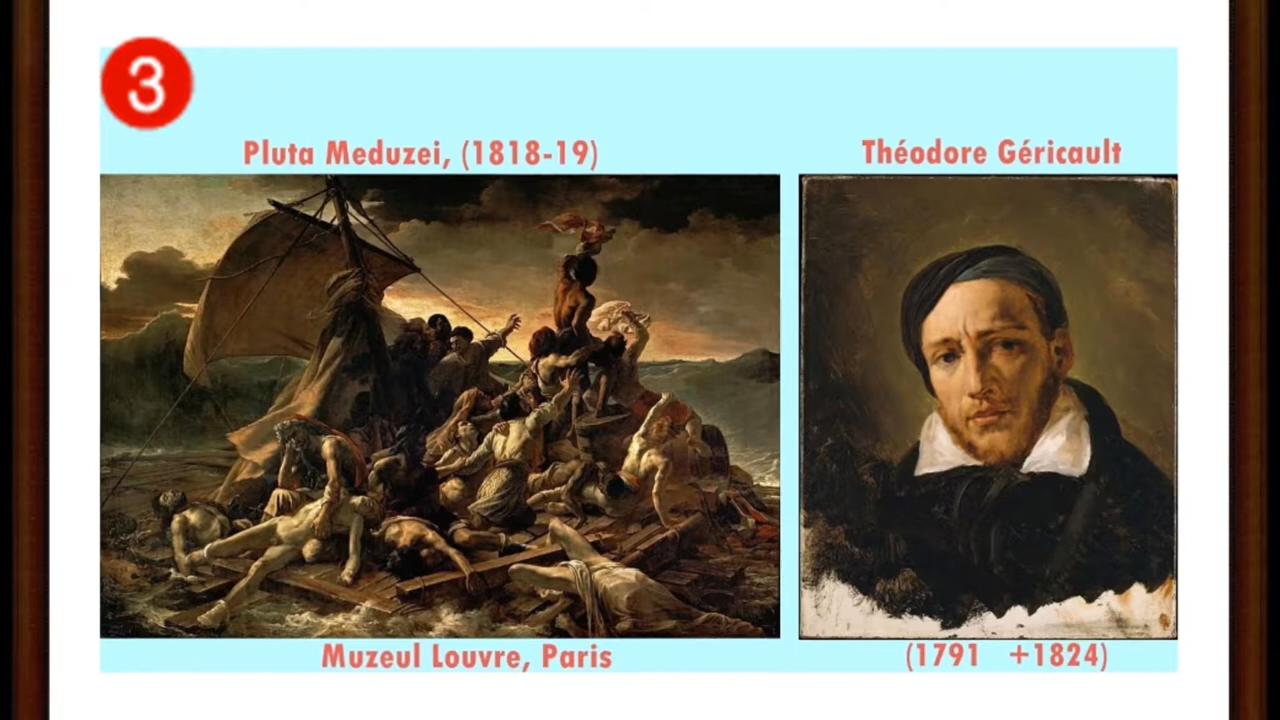 3
Pluta Meduzei, (1818-19)
Théodore Géricault
Muzeul Louvre, Paris
(1791 +1824)